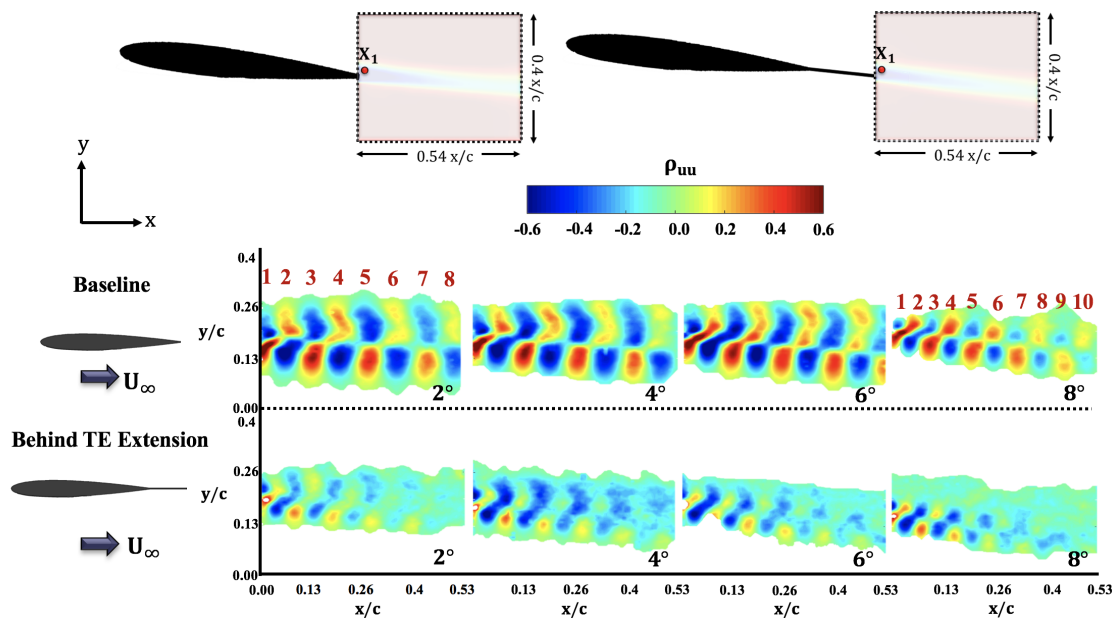 X₁
0.4 x/c
0.54 x/c
X₁
0.4 x/c
0.54 x/c
y
x
ρᵤᵤ
-0.6 -0.4 -0.2 0.0 0.2 0.4 0.6
Baseline
U∞
y/c
0.4
0.26
0.13
0.00
1 2 3 4 5 6 7 8
2°
4°
6°
1 2 3 4 5 6 7 8 9 10
8°
Behind TE Extension
U∞
y/c
0.4
0.26
0.13
0.00
2°
4°
6°
8°
0.00 0.13 0.26 0.4 0.53 0.13 0.26 0.4 0.53 0.13 0.26 0.4 0.53 0.13 0.26 0.4 0.53
x/c x/c x/c x/c